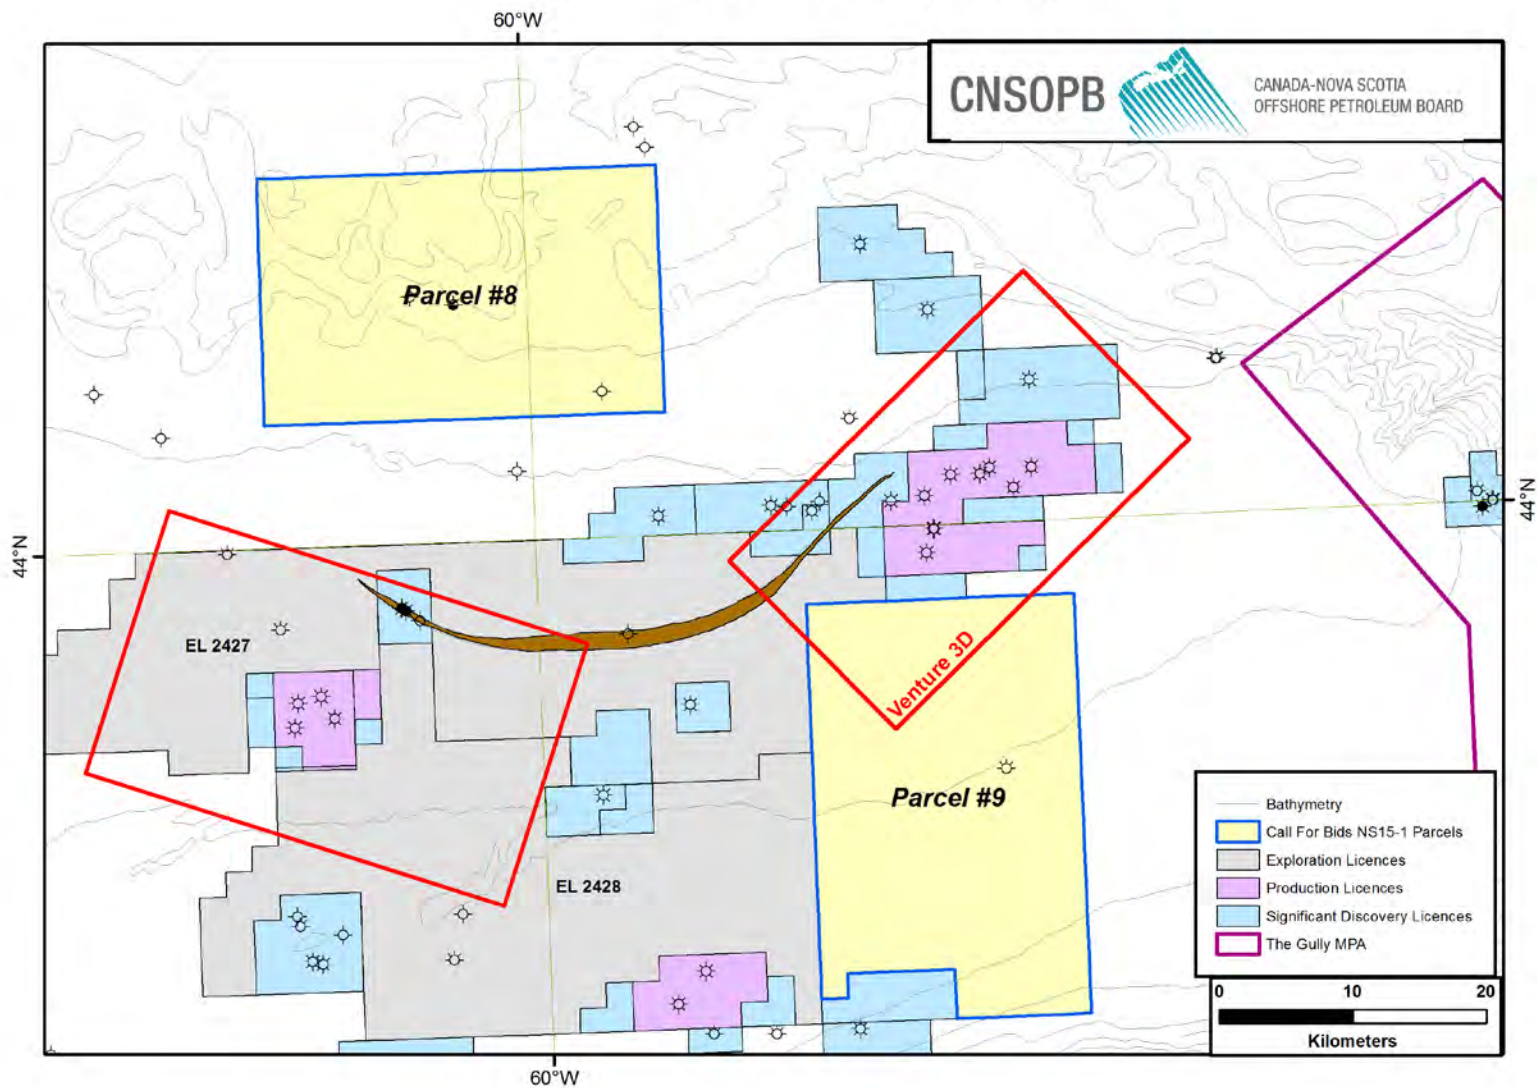 60°W
CNSOPB
CANADA-NOVA SCOTIA
OFFSHORE PETROLEUM BOARD
Parcel #8
44°N
44°N
EL 2427
Venture 3D
Parcel #9
EL 2428
Bathymetry
Call For Bids NS15-1 Parcels
Exploration Licences
Production Licences
Significant Discovery Licences
The Gully MPA
0 10 20
Kilometers
60°W